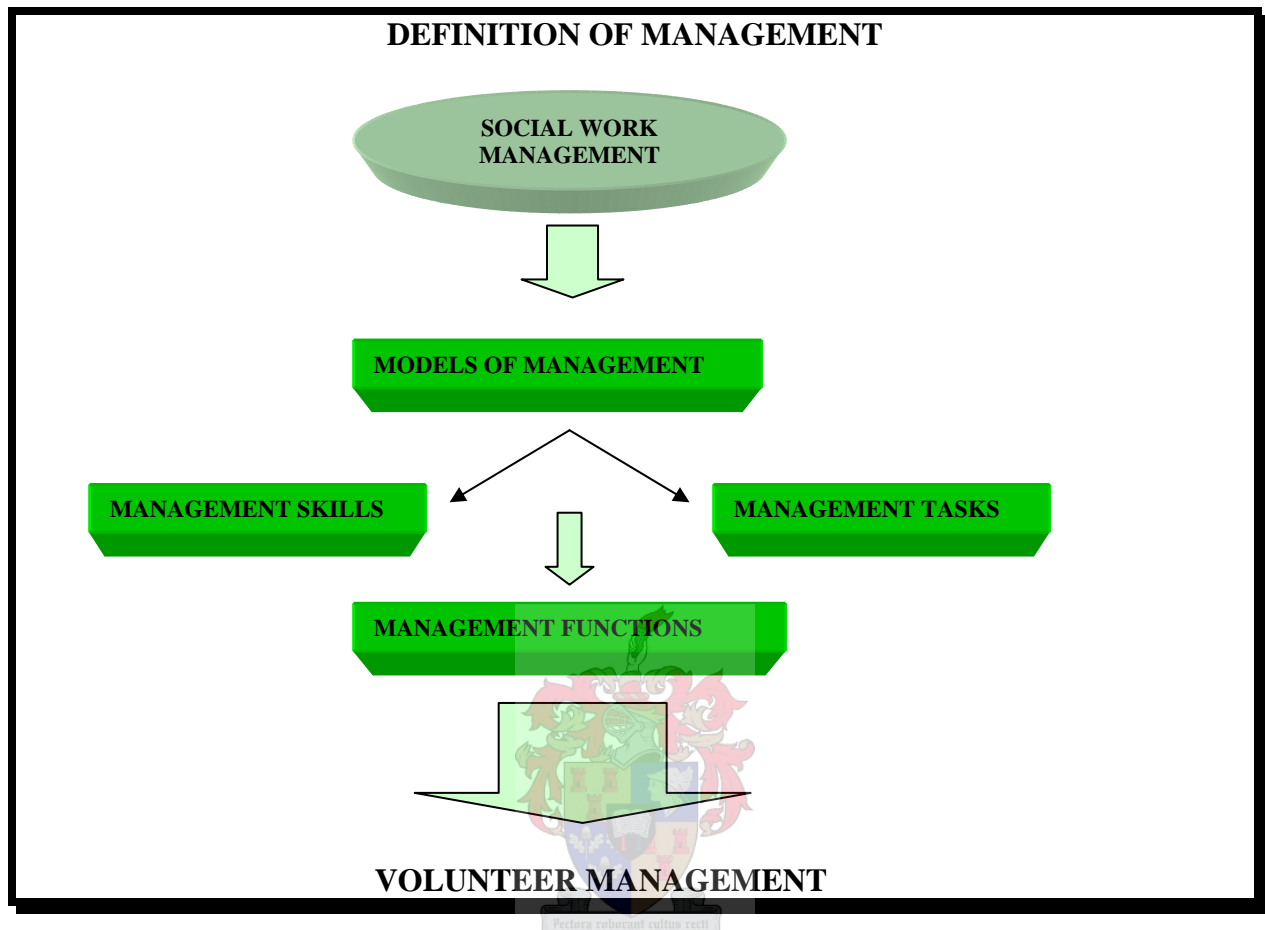 DEFINITION OF MANAGEMENT
SOCIAL WORK
MANAGEMENT
MODELS OF MANAGEMENT
MANAGEMENT SKILLS
MANAGEMENT TASKS
MANAGEMENT FUNCTIONS
VOLUNTEER MANAGEMENT
Pectora roborant cultus recti